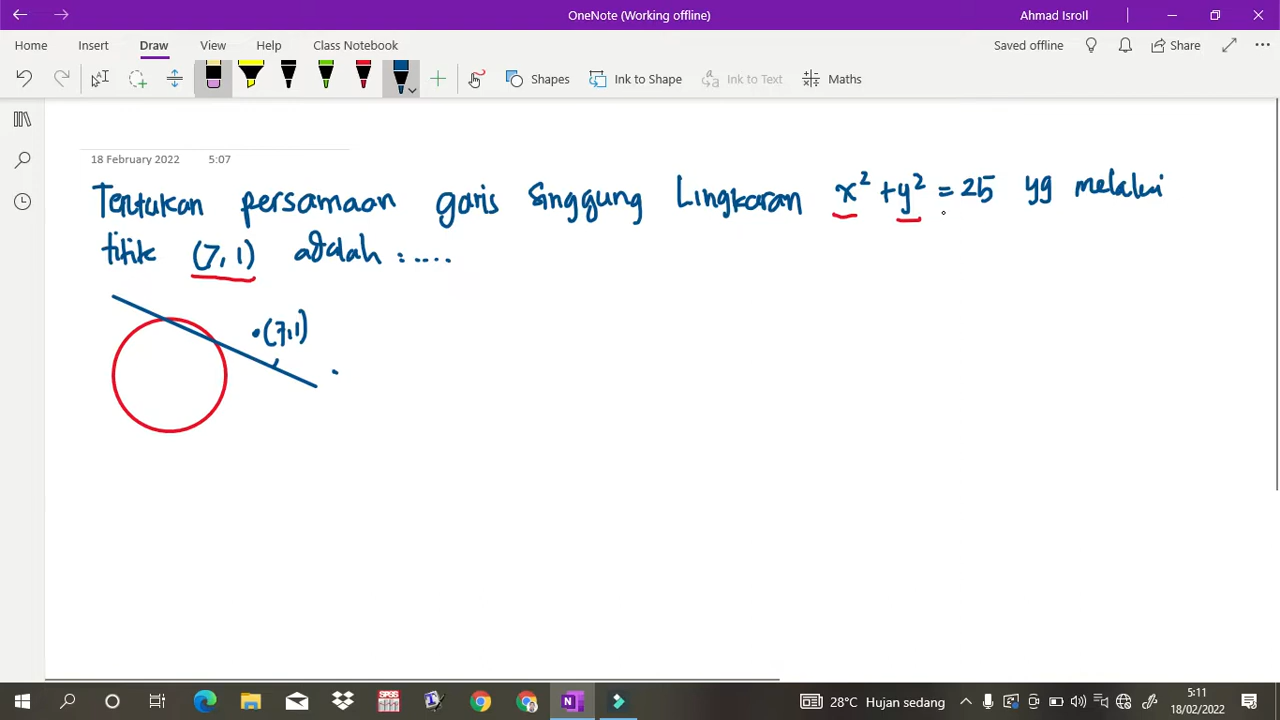 OneNote (Working offline)
Ahmad Isroll
Home Insert Draw View Help Class Notebook
Saved offline
Share
Shapes
Ink to Shape
Ink to Text
Maths
18 February 2022 5:07
Tentukan persamaan garis singgung Lingkaran x² + y² = 25 yg melalui
titik (7, 1) adalah : ....
(7,1)
28°C Hujan sedang
5:11
18/02/2022